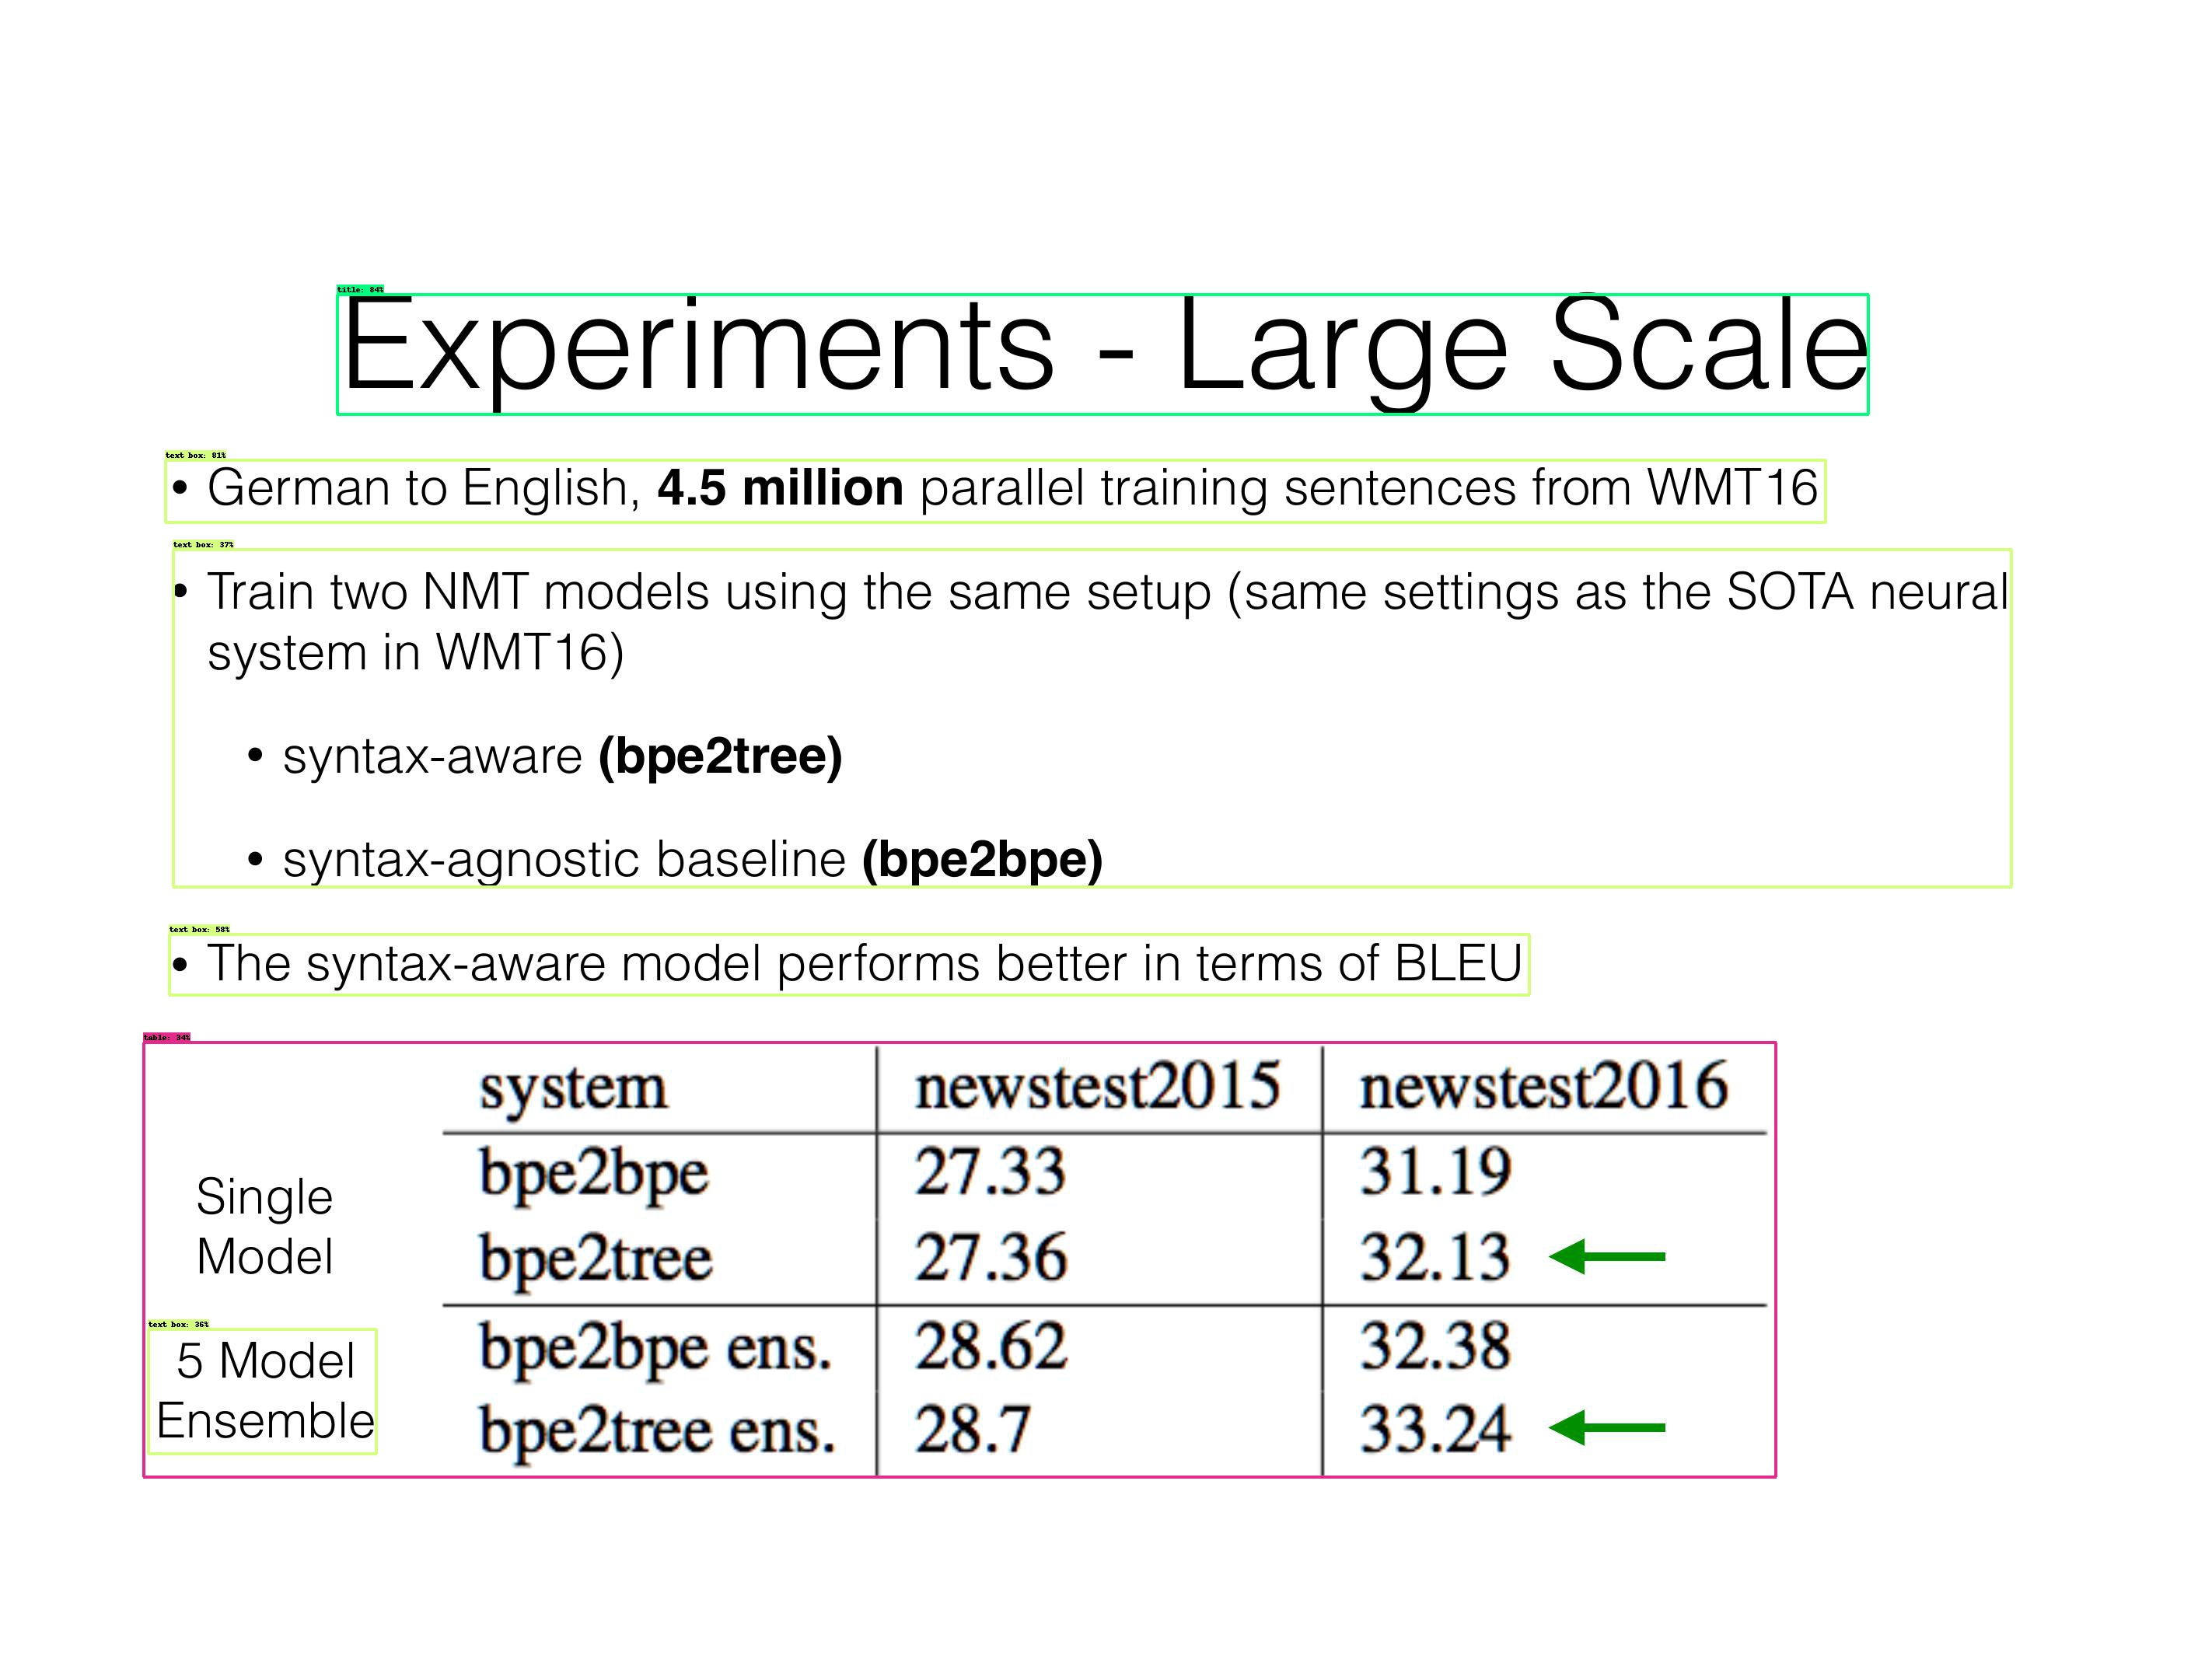 title: 84%
Experiments - Large Scale
text box: 81%
• German to English, 4.5 million parallel training sentences from WMT16
text box: 37%
• Train two NMT models using the same setup (same settings as the SOTA neural
system in WMT16)
• syntax-aware (bpe2tree)
• syntax-agnostic baseline (bpe2bpe)
text box: 58%
• The syntax-aware model performs better in terms of BLEU
table: 34%
system newstest2015 newstest2016
Single
Model
bpe2bpe 27.33 31.19
bpe2tree 27.36 32.13
text box: 36%
5 Model
Ensemble
bpe2bpe ens. 28.62 32.38
bpe2tree ens. 28.7 33.24